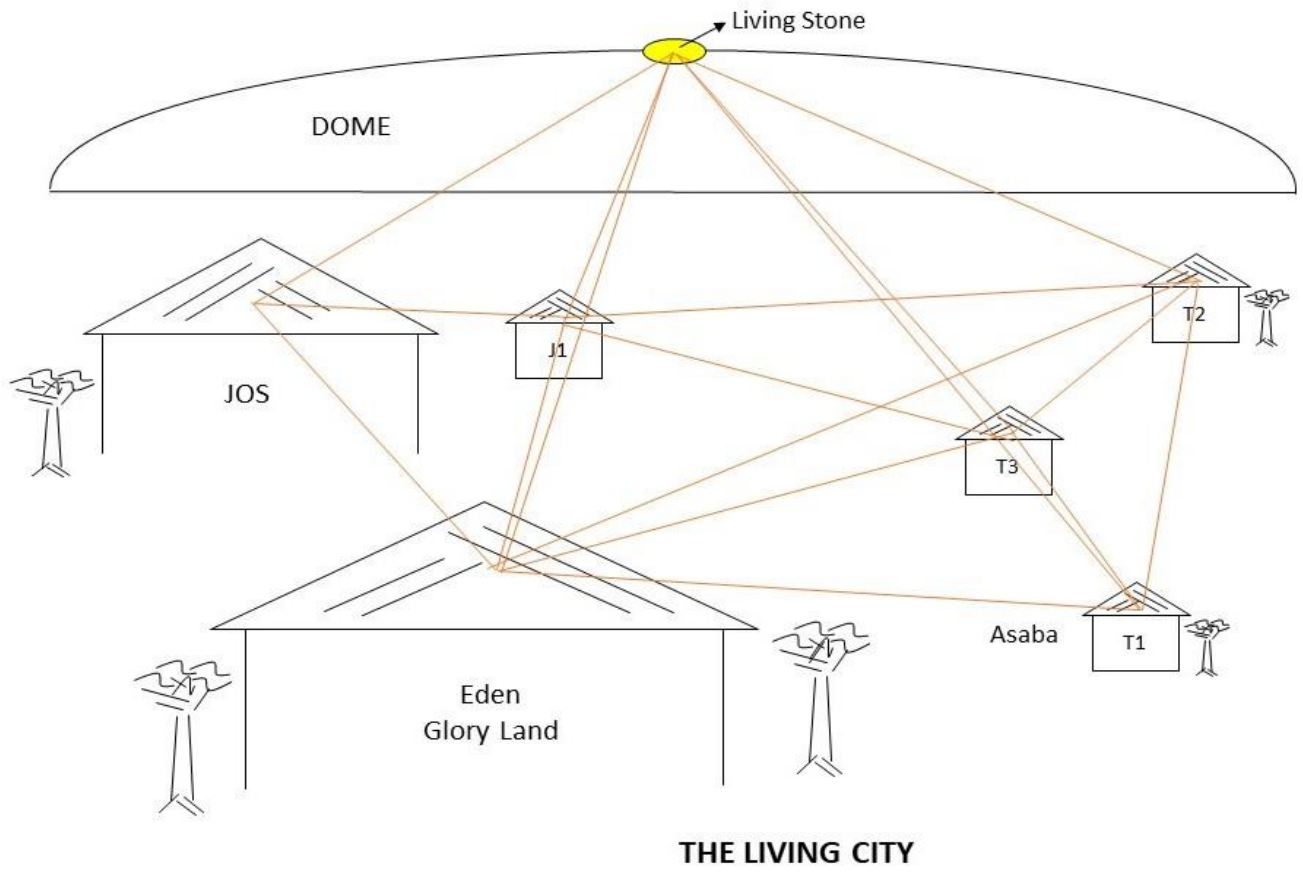 Living Stone
DOME
T2
J1
JOS
T3
Asaba
T1
Eden
Glory Land
THE LIVING CITY